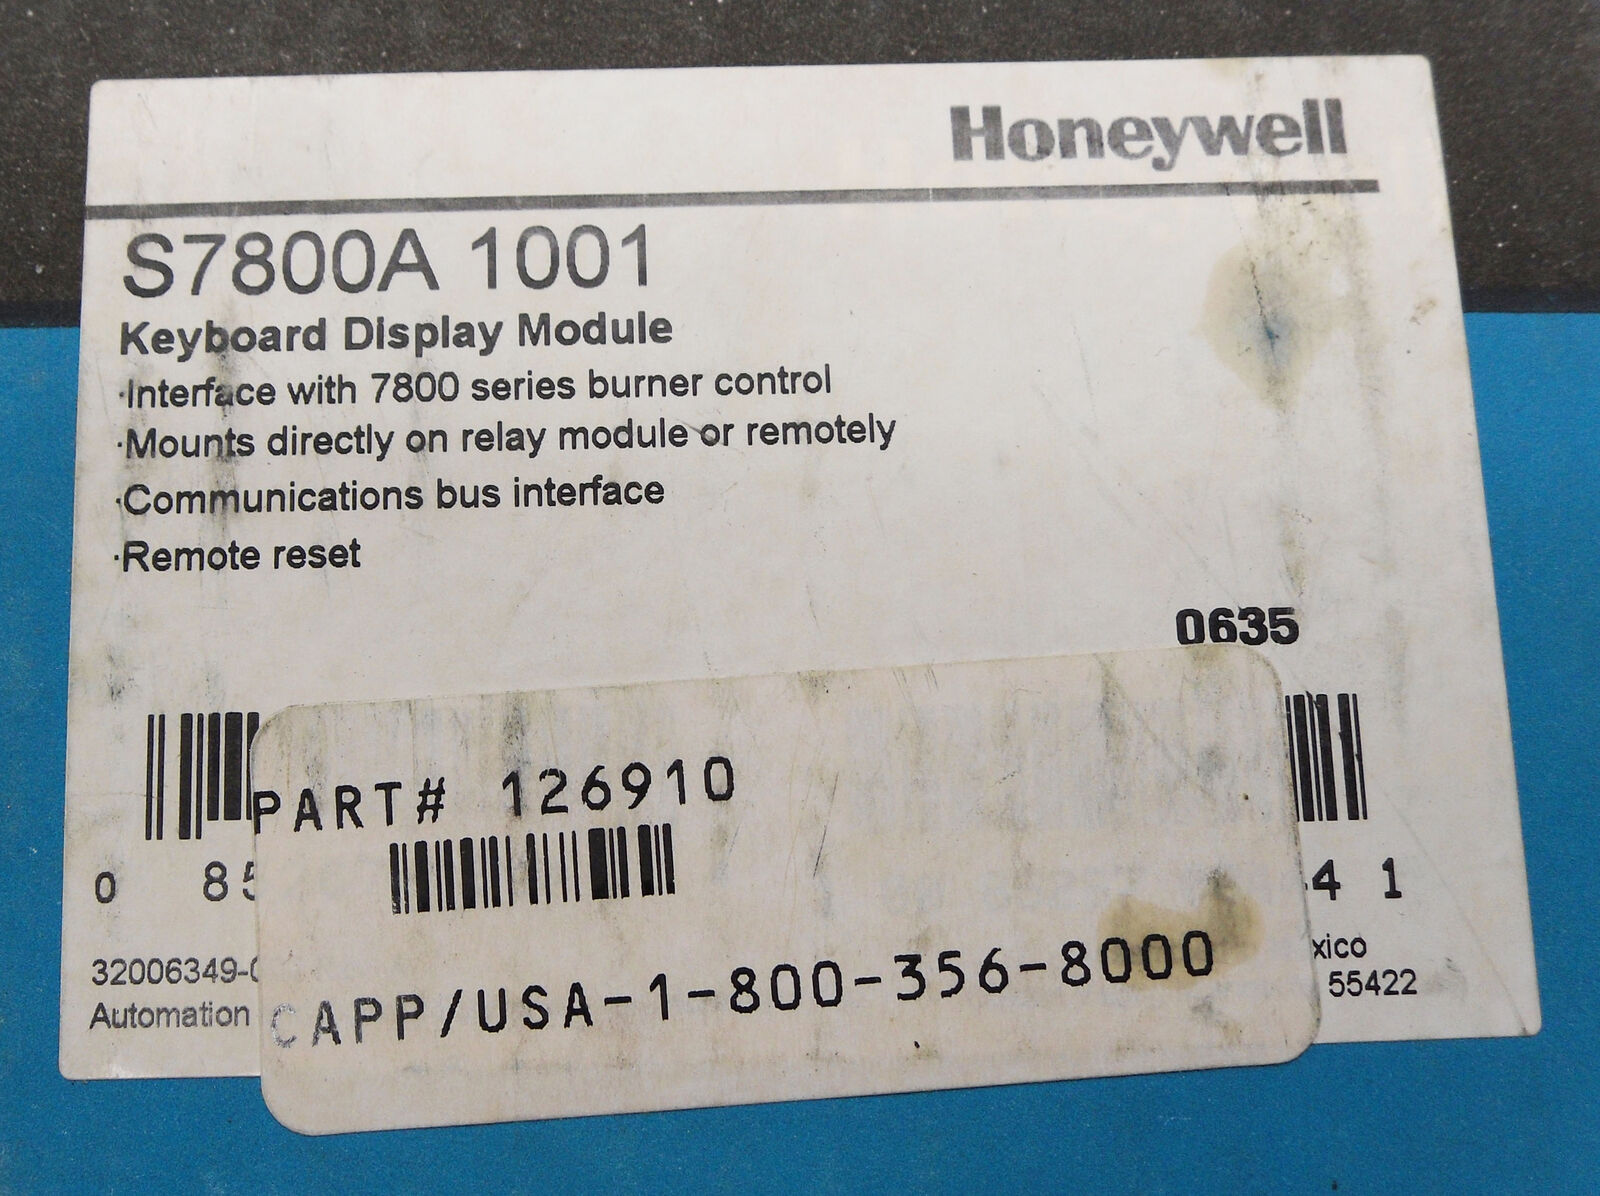 Honeywell
S7800A 1001
Keyboard Display Module
·Interface with 7800 series burner control
·Mounts directly on relay module or remotely
·Communications bus interface
·Remote reset
0635
PART# 126910
0 85
4 1
32006349-
xico
Automation
55422
CAPP/USA-1-800-356-8000